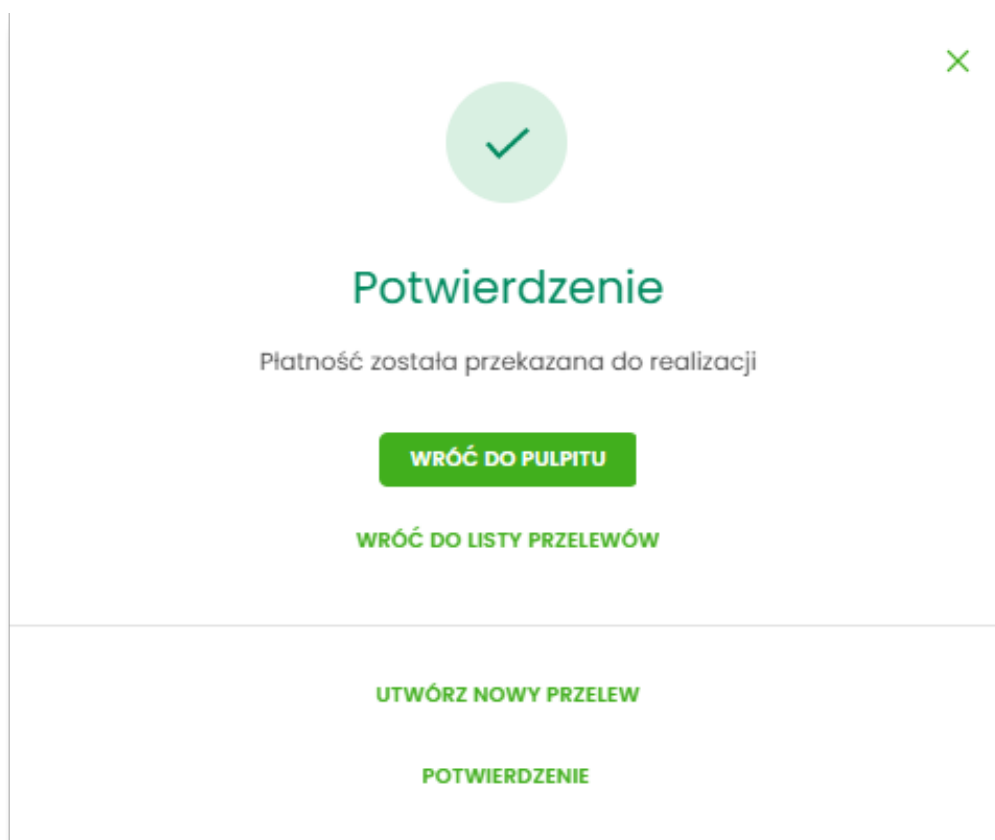 Potwierdzenie
Płatność została przekazana do realizacji
WRÓĆ DO PULPITU
WRÓĆ DO LISTY PRZELEWÓW
UTWÓRZ NOWY PRZELEW
POTWIERDZENIE